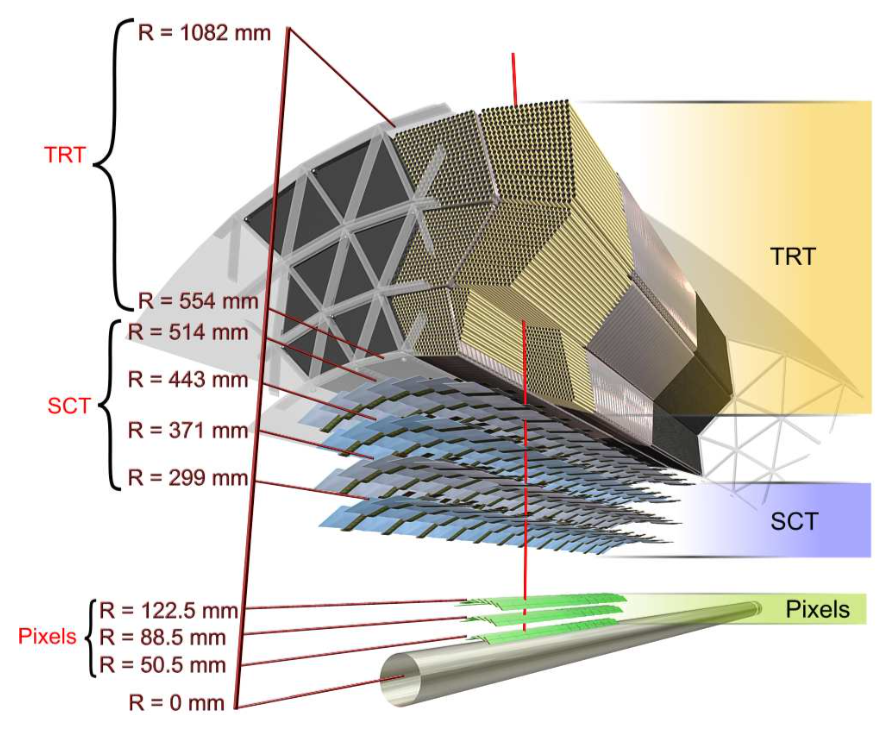 R = 1082 mm
TRT
TRT
R = 554 mm
R = 514 mm
R = 443 mm
SCT
R = 371 mm
R = 299 mm
SCT
R = 122.5 mm
Pixels
Pixels
R = 88.5 mm
R = 50.5 mm
R = 0 mm